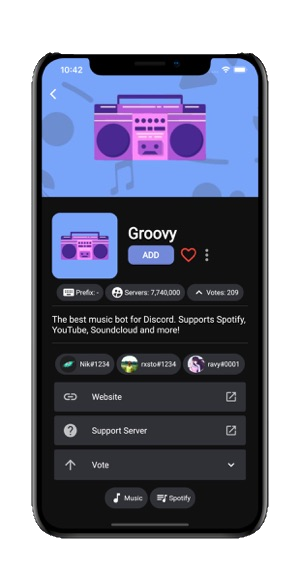 10:42
Groovy
ADD
Prefix: -
Servers: 7,740,000
Votes: 209
The best music bot for Discord. Supports Spotify,
YouTube, Soundcloud and more!
Nik#1234
rxsto#1234
ravy#0001
Website
Support Server
Vote
Music
Spotify